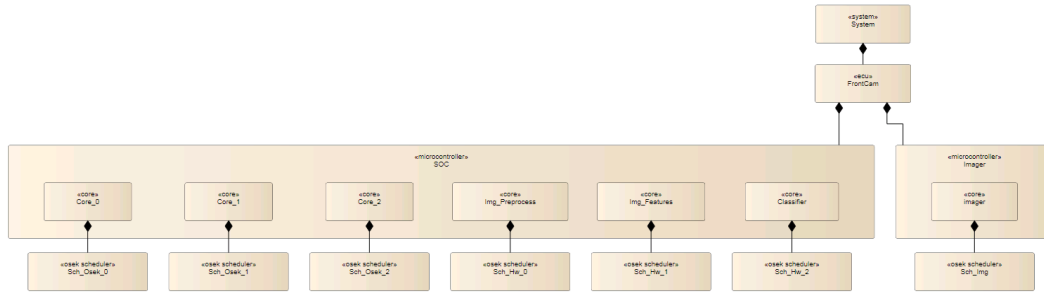 «system»
System
«ecu»
FrontCam
«microcontroller»
SOC
«microcontroller»
Imager
«core»
Core_0
«core»
Core_1
«core»
Core_2
«core»
Img_Preprocess
«core»
Img_Features
«core»
Classifier
«core»
imager
«osek scheduler»
Sch_Osek_0
«osek scheduler»
Sch_Osek_1
«osek scheduler»
Sch_Osek_2
«osek scheduler»
Sch_Hw_0
«osek scheduler»
Sch_Hw_1
«osek scheduler»
Sch_Hw_2
«osek scheduler»
Sch_Img